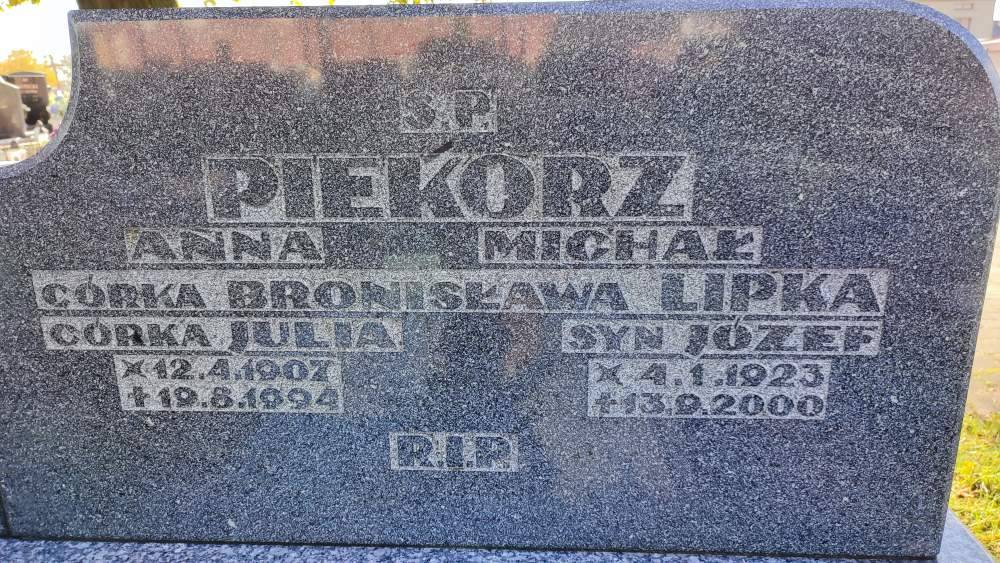 Ś.P.
PIEKORZ
ANNA MICHAŁ
CÓRKA BRONISŁAWA LIPKA
CÓRKA JULIA SYN JÓZEF
×12.4.1907 × 4.1.1923
†19.8.1994 †13.9.2000
R.I.P.